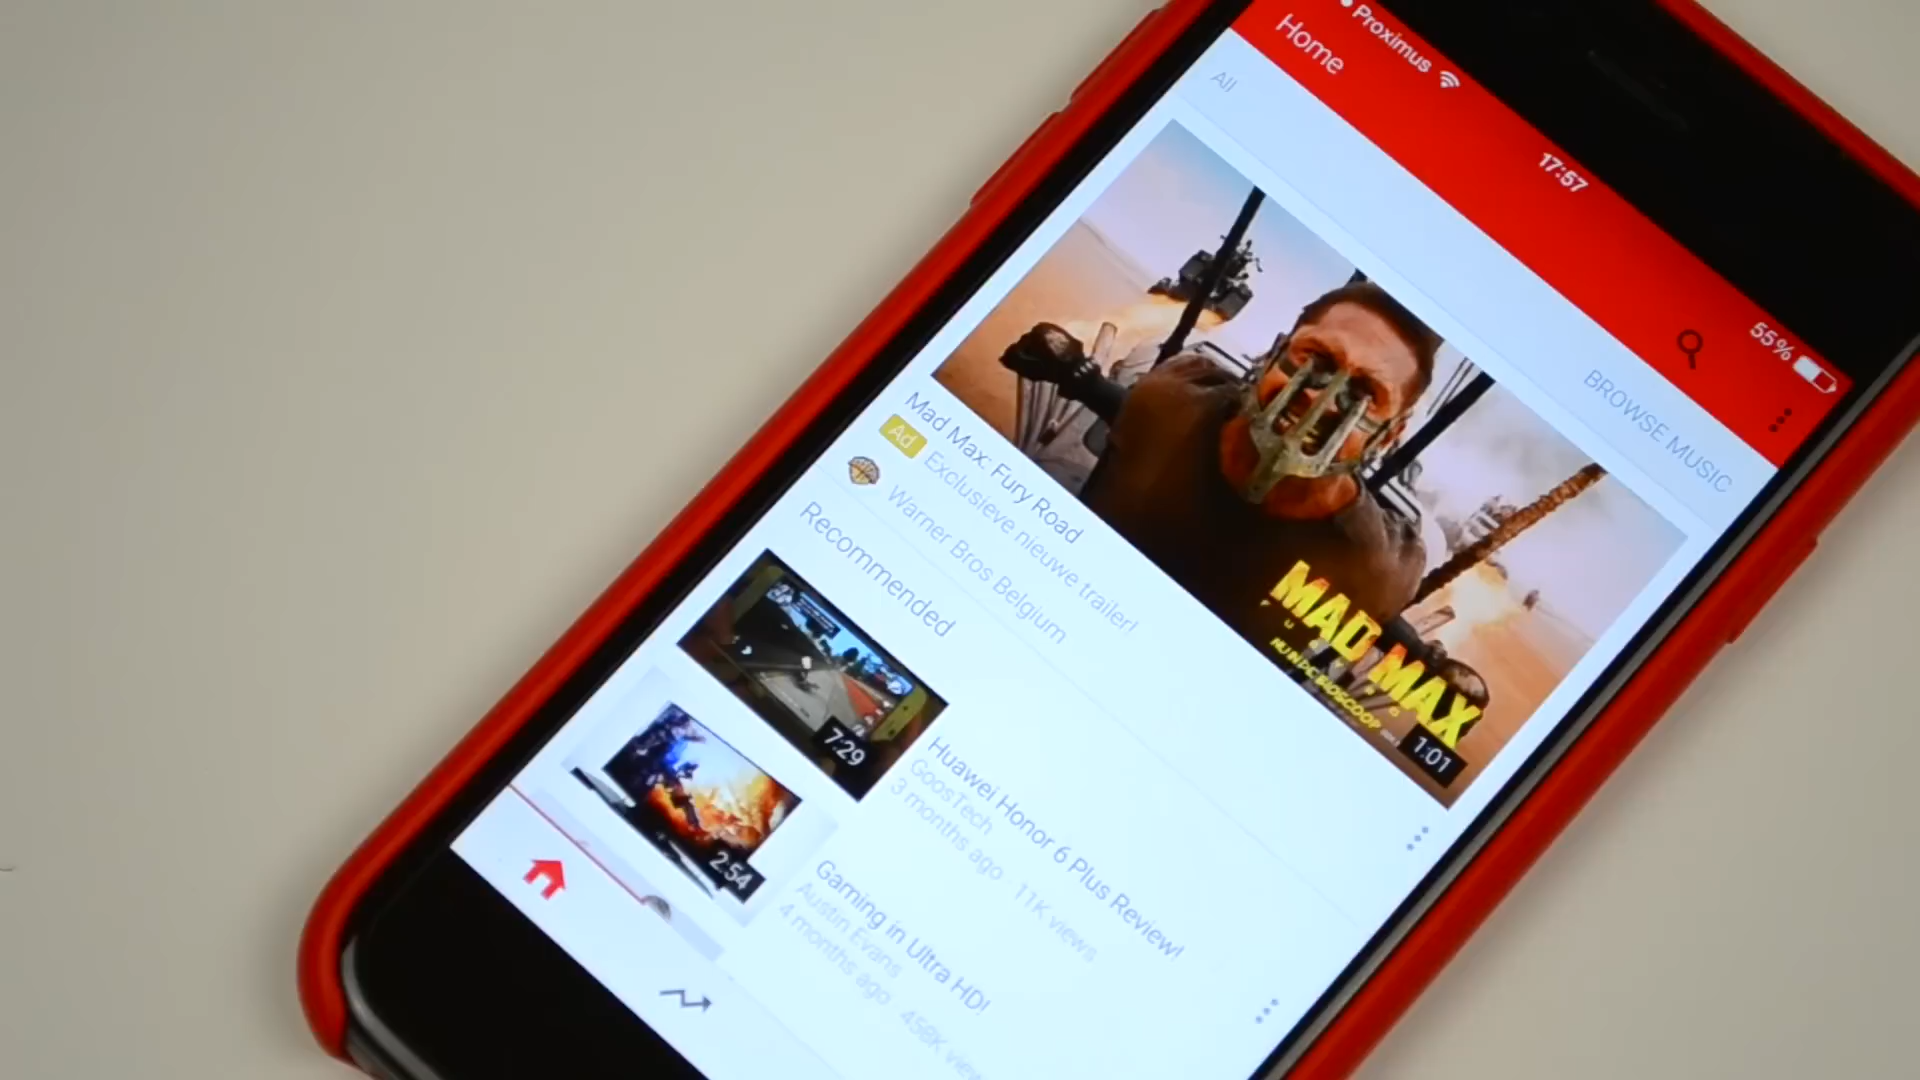 Proximus
17:57
55%
Home
All
BROWSE MUSIC
MAD MAX
1:01
Mad Max: Fury Road
Ad Exclusieve nieuwe trailer!
Warner Bros Belgium
Recommended
7:29
Huawei Honor 6 Plus Review!
GoosTech
3 months ago · 11K views
2:54
Gaming in Ultra HD!
Austin Evans
4 months ago · 458K view